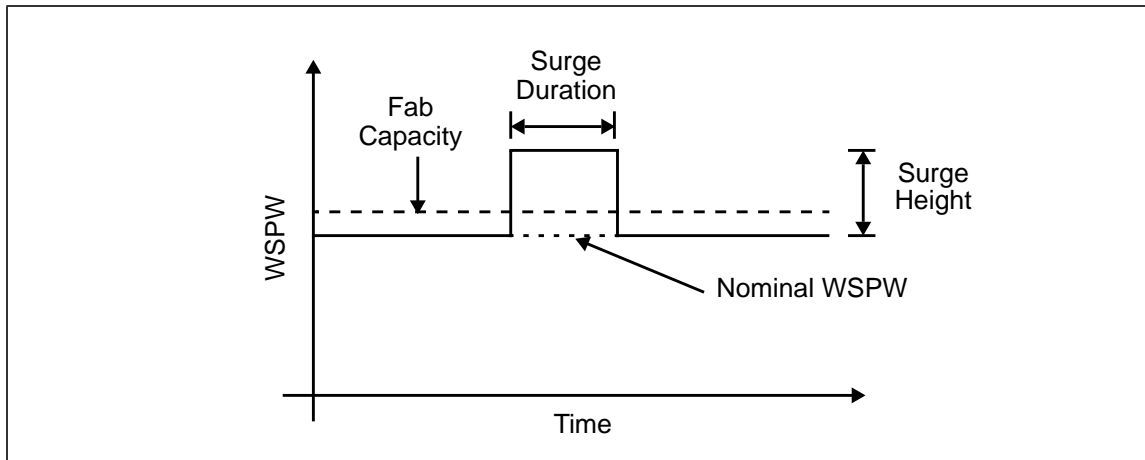 Surge
Duration
Fab
Capacity
Surge
Height
WSPW
Nominal WSPW
Time